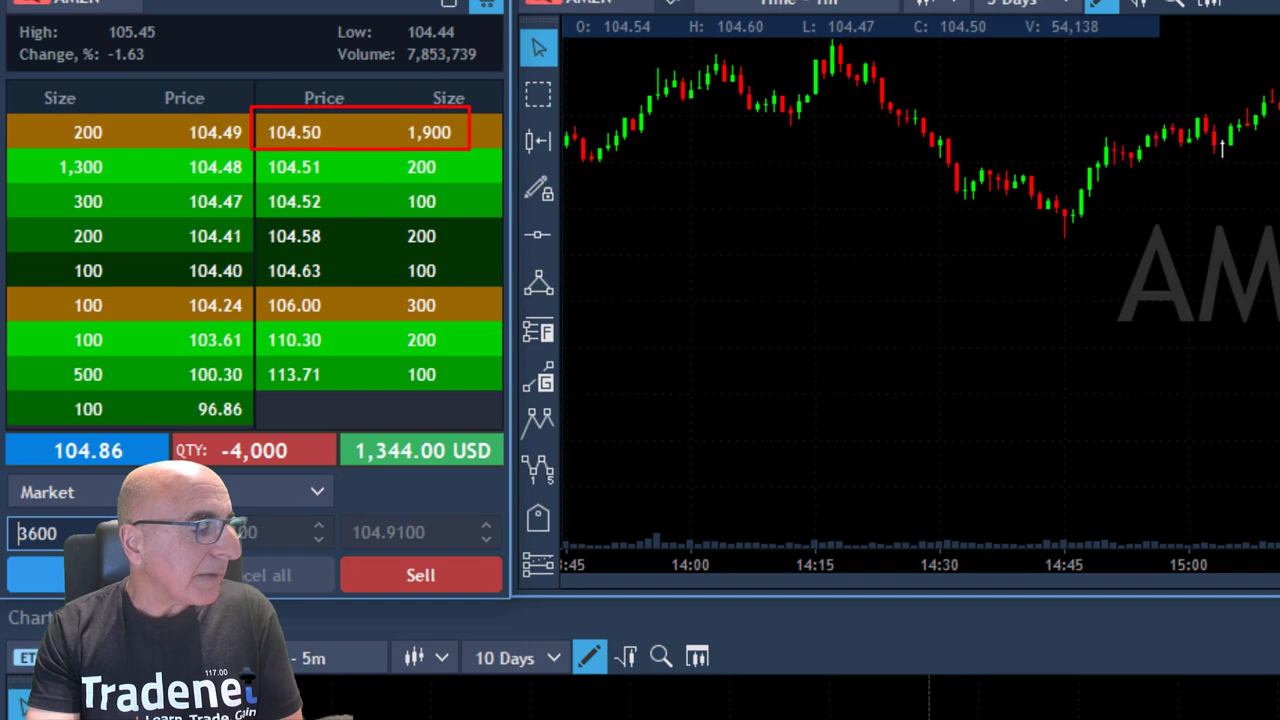 High: 105.45 Low: 104.44
Change, %: -1.63 Volume: 7,853,739
Size Price Price Size
200 104.49 104.50 1,900
1,300 104.48 104.51 200
300 104.47 104.52 100
200 104.41 104.58 200
100 104.40 104.63 100
100 104.24 106.00 300
100 103.61 110.30 200
500 100.30 113.71 100
100 96.86
104.86 QTY: -4,000 1,344.00 USD
Market
3600 104.9100
Sell
O: 104.54 H: 104.60 L: 104.47 C: 104.50 V: 54,138
F
G
1 5
14:00 14:15 14:30 14:45 15:00
- 5m 10 Days
117.00